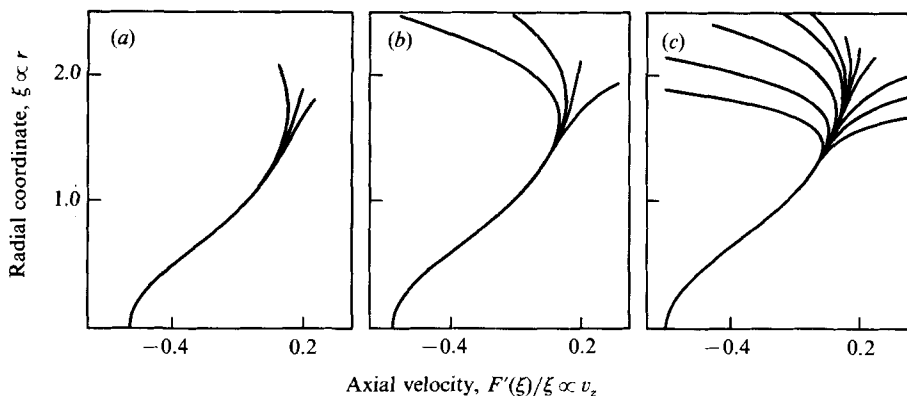 (a)
(b)
(c)
2.0
1.0
Radial coordinate, ξ ∝ r
−0.4
0.2
−0.4
0.2
−0.4
0.2
Axial velocity, F′(ξ)/ξ ∝ v_z